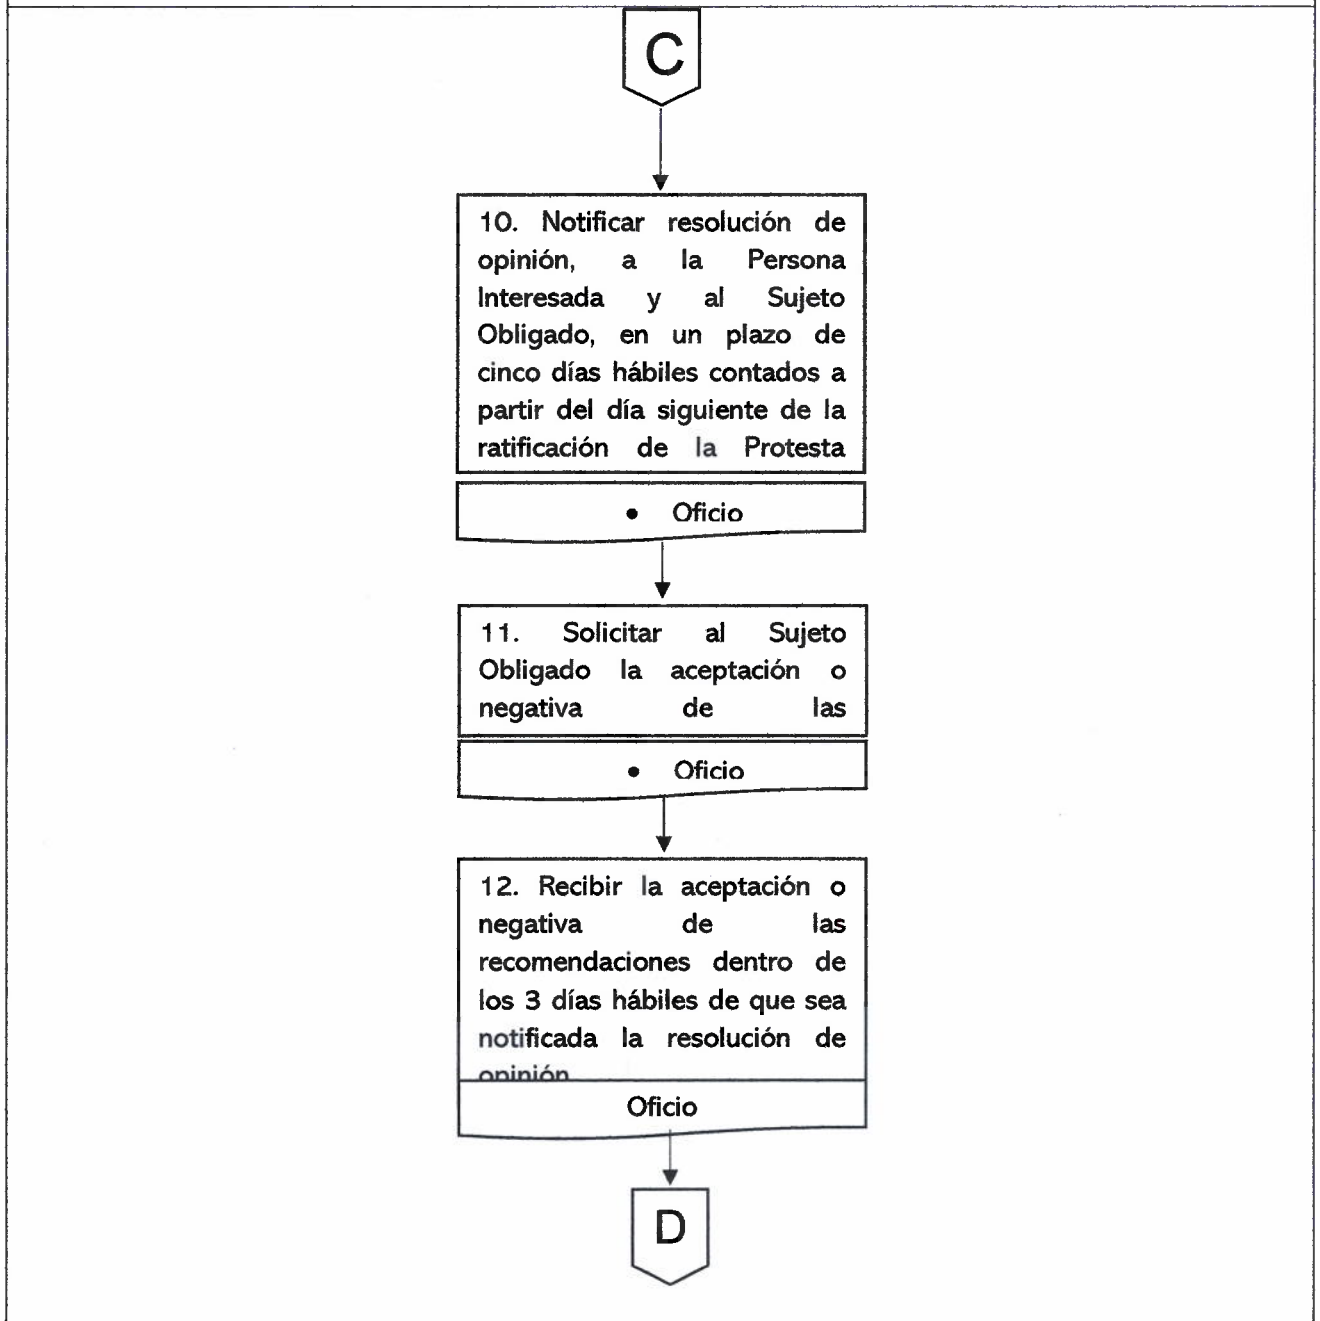 C
10. Notificar resolución de
opinión, a la Persona
Interesada y al Sujeto
Obligado, en un plazo de
cinco días hábiles contados a
partir del día siguiente de la
ratificación de la Protesta
• Oficio
11. Solicitar al Sujeto
Obligado la aceptación o
negativa de las
• Oficio
12. Recibir la aceptación o
negativa de las
recomendaciones dentro de
los 3 días hábiles de que sea
notificada la resolución de
opinión
Oficio
D